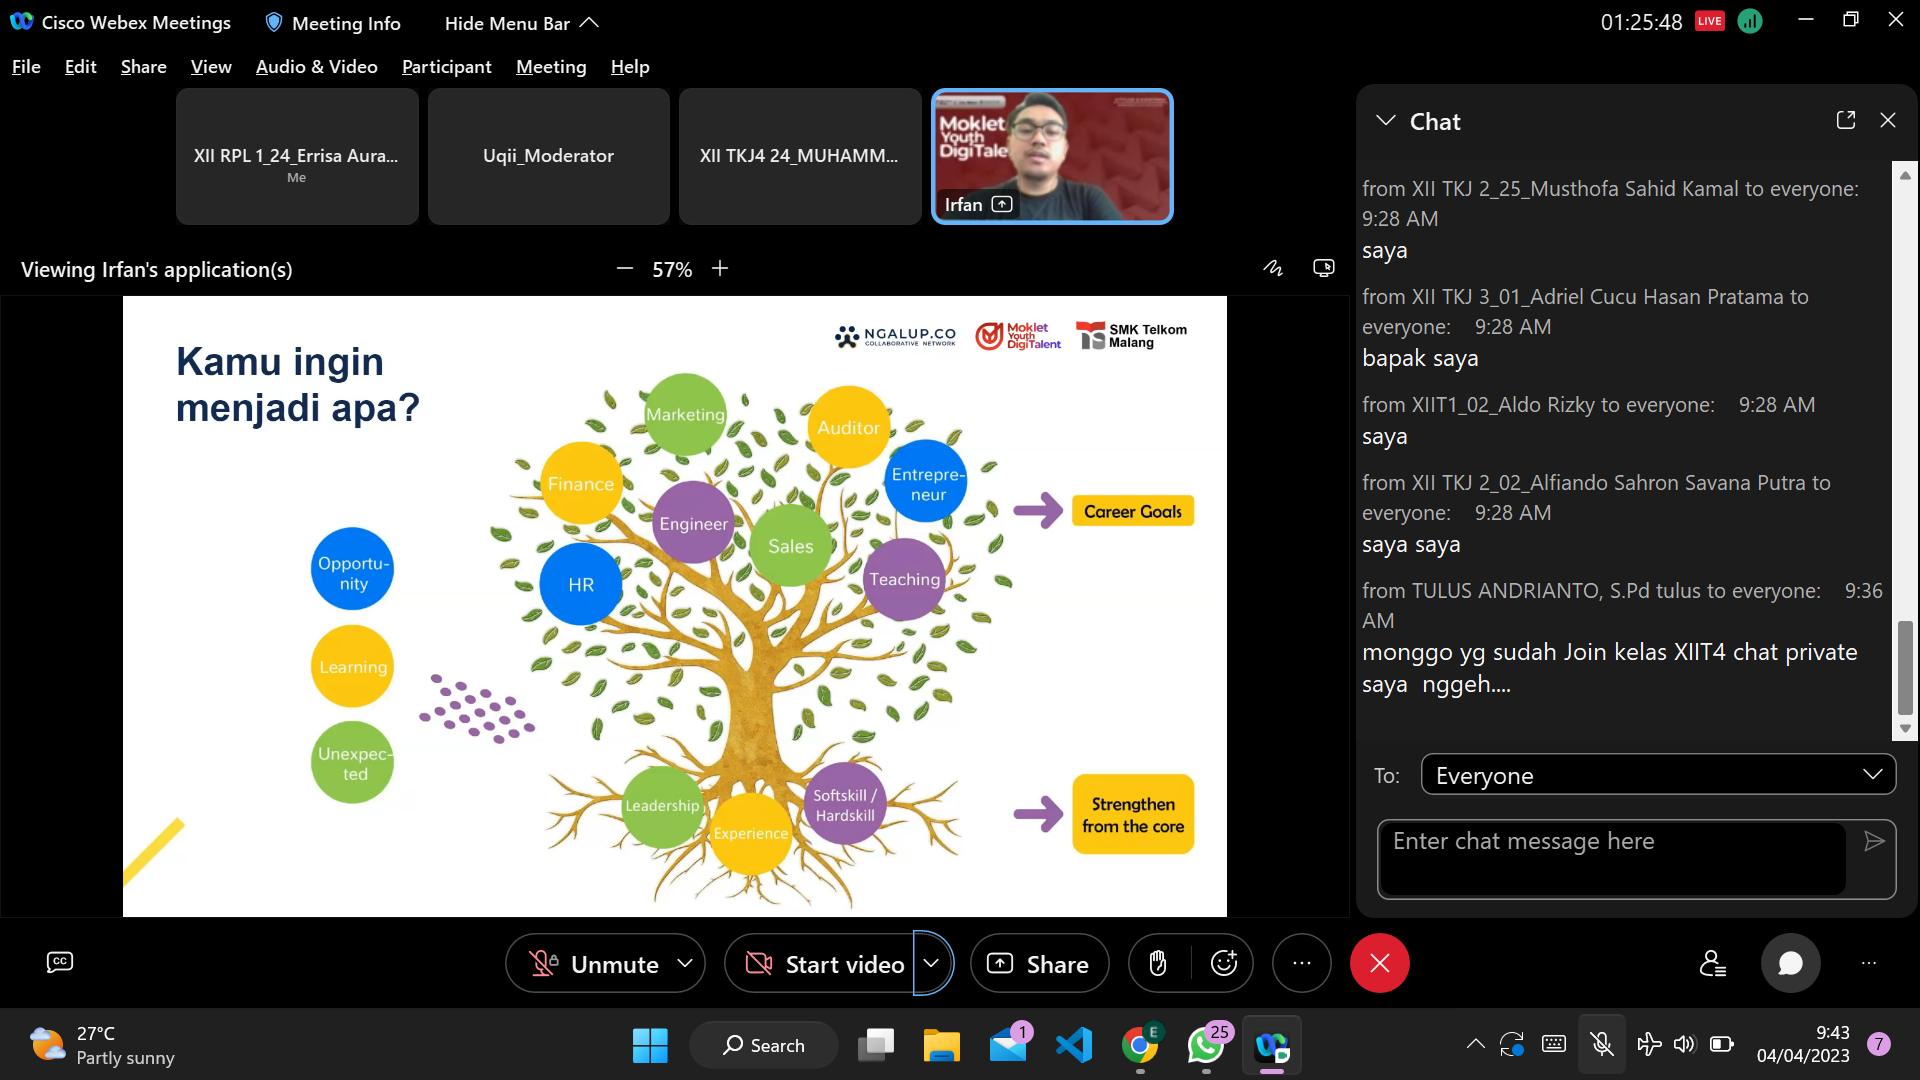 Cisco Webex Meetings
Meeting Info
Hide Menu Bar
01:25:48
LIVE
File Edit Share View Audio & Video Participant Meeting Help
XII RPL 1_24_Errisa Aura...
Me
Uqii_Moderator
XII TKJ4 24_MUHAMM...
Moklet
Youth
DigiTale
Irfan
Viewing Irfan's application(s)
57%
Kamu ingin
menjadi apa?
NGALUP.CO
COLLABORATIVE NETWORK
Moklet
Youth
DigiTalent
SMK Telkom
Malang
Marketing
Auditor
Finance
Entrepre-
neur
Engineer
Sales
HR
Teaching
Career Goals
Opportu-
nity
Learning
Unexpec-
ted
Leadership
Experience
Softskill /
Hardskill
Strengthen
from the core
Chat
from XII TKJ 2_25_Musthofa Sahid Kamal to everyone:
9:28 AM
saya
from XII TKJ 3_01_Adriel Cucu Hasan Pratama to
everyone: 9:28 AM
bapak saya
from XIIT1_02_Aldo Rizky to everyone: 9:28 AM
saya
from XII TKJ 2_02_Alfiando Sahron Savana Putra to
everyone: 9:28 AM
saya saya
from TULUS ANDRIANTO, S.Pd tulus to everyone: 9:36
AM
monggo yg sudah Join kelas XIIT4 chat private
saya nggeh....
To:
Everyone
Enter chat message here
CC
Unmute
Start video
Share
27°C
Partly sunny
Search
1
E
25
9:43
04/04/2023
7